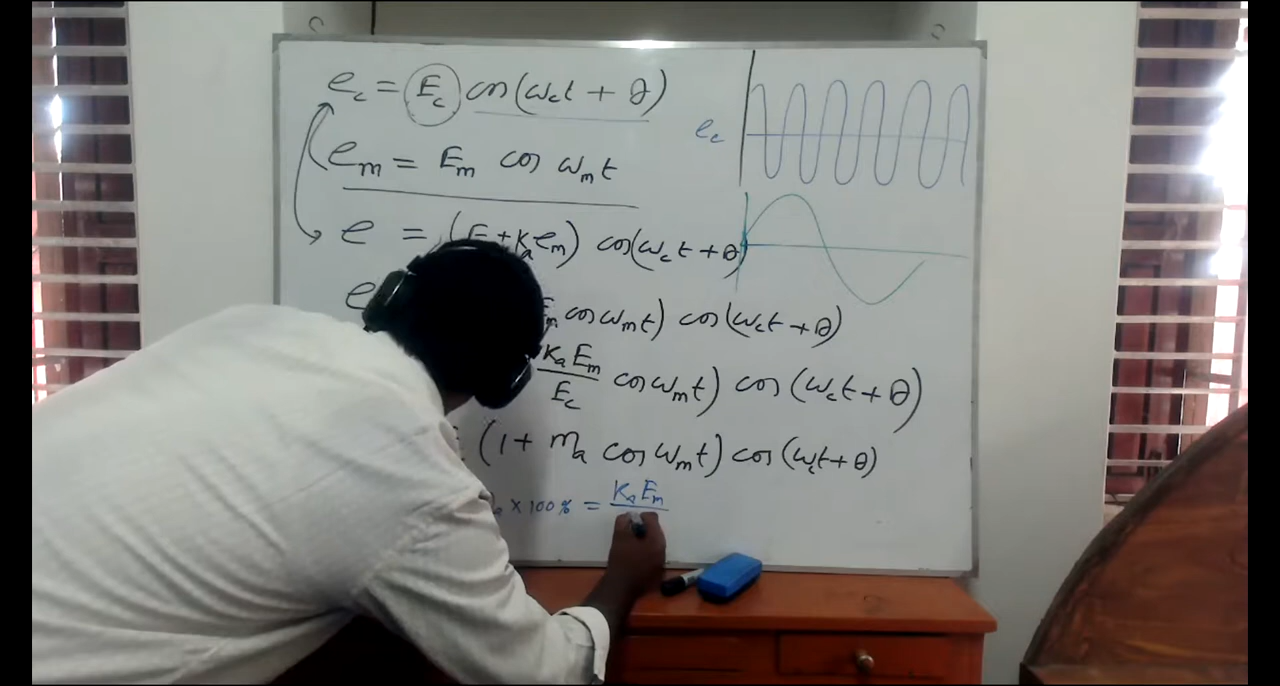 e_c = E_c cos(ω_c t + θ)
e_c
e_m = E_m cos ω_m t
e = (E + K_a e_m) cos(ω_c t + θ)
e cos ω_m t) cos(ω_c t + θ)
K_a E_m / E_c cos ω_m t) cos(ω_c t + θ)
(1 + m_a cos ω_m t) cos(ω_c t + θ)
× 100% = K_a E_m